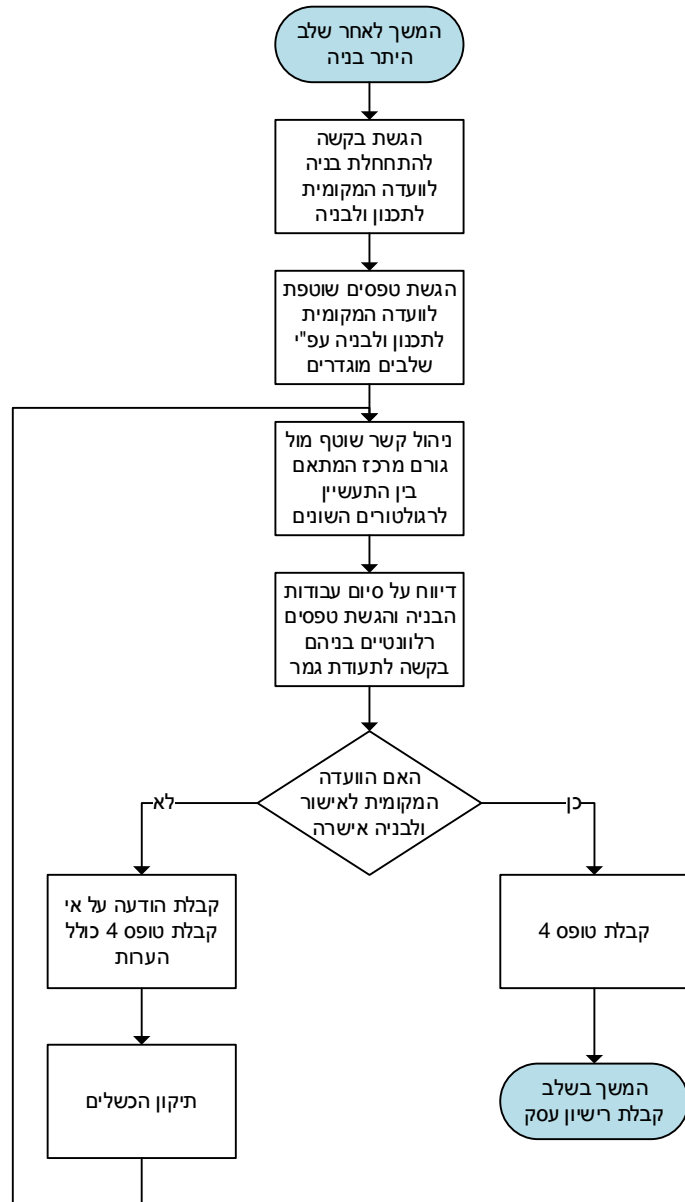 המשך לאחר שלב
היתר בניה
הגשת בקשה
להתחחלת בניה
לוועדה המקומית
לתכנון ולבניה
הגשת טפסים שוטפת
לוועדה המקומית
לתכנון ולבניה עפ"י
שלבים מוגדרים
ניהול קשר שוטף מול
גורם מרכז המתאם
בין התעשיין
לרגולטורים השונים
דיווח על סיום עבודות
הבניה והגשת טפסים
רלוונטיים בניהם
בקשה לתעודת גמר
האם הוועדה
המקומית לאישור
ולבניה אישרה
כן
לא
קבלת טופס 4
קבלת הודעה על אי
קבלת טופס 4 כולל
הערות
תיקון הכשלים
המשך בשלב
קבלת רישיון עסק